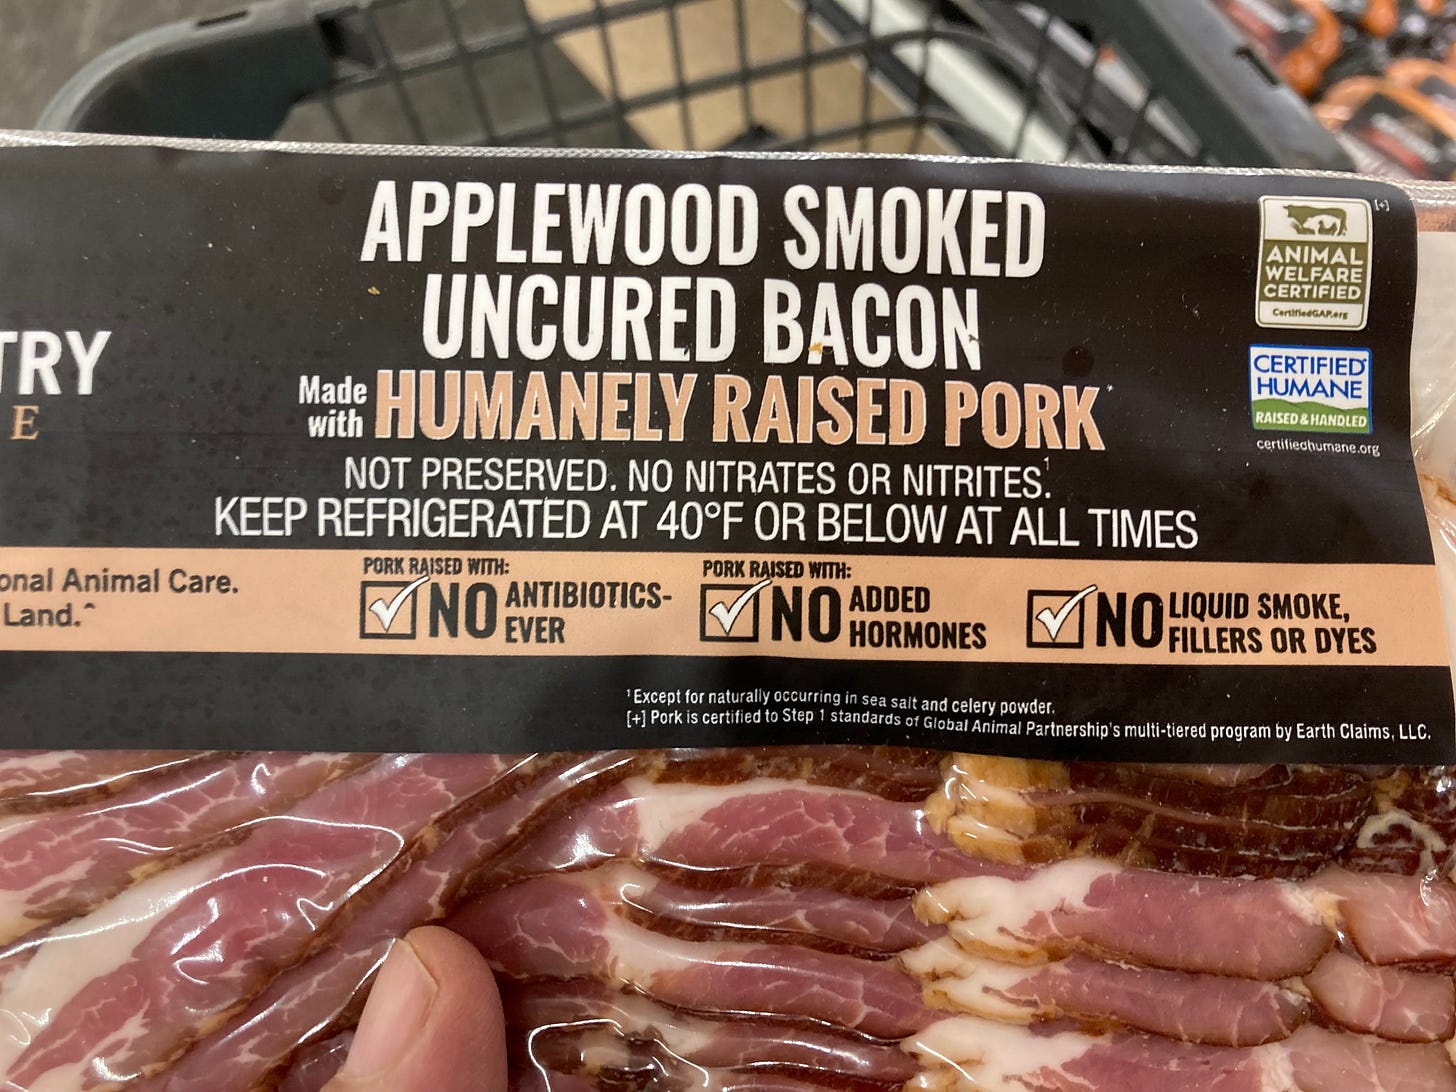 APPLEWOOD SMOKED
UNCURED BACON
Made with HUMANELY RAISED PORK*
NOT PRESERVED. NO NITRATES OR NITRITES.¹
KEEP REFRIGERATED AT 40°F OR BELOW AT ALL TIMES
TRY
E
[+]
ANIMAL
WELFARE
CERTIFIED
CertifiedGAP.org
CERTIFIED
HUMANE
RAISED & HANDLED
certifiedhumane.org
onal Animal Care.
Land.^
PORK RAISED WITH:
NO ANTIBIOTICS-
EVER
PORK RAISED WITH:
NO ADDED
HORMONES
NO LIQUID SMOKE,
FILLERS OR DYES
¹Except for naturally occurring in sea salt and celery powder.
[+] Pork is certified to Step 1 standards of Global Animal Partnership's multi-tiered program by Earth Claims, LLC.